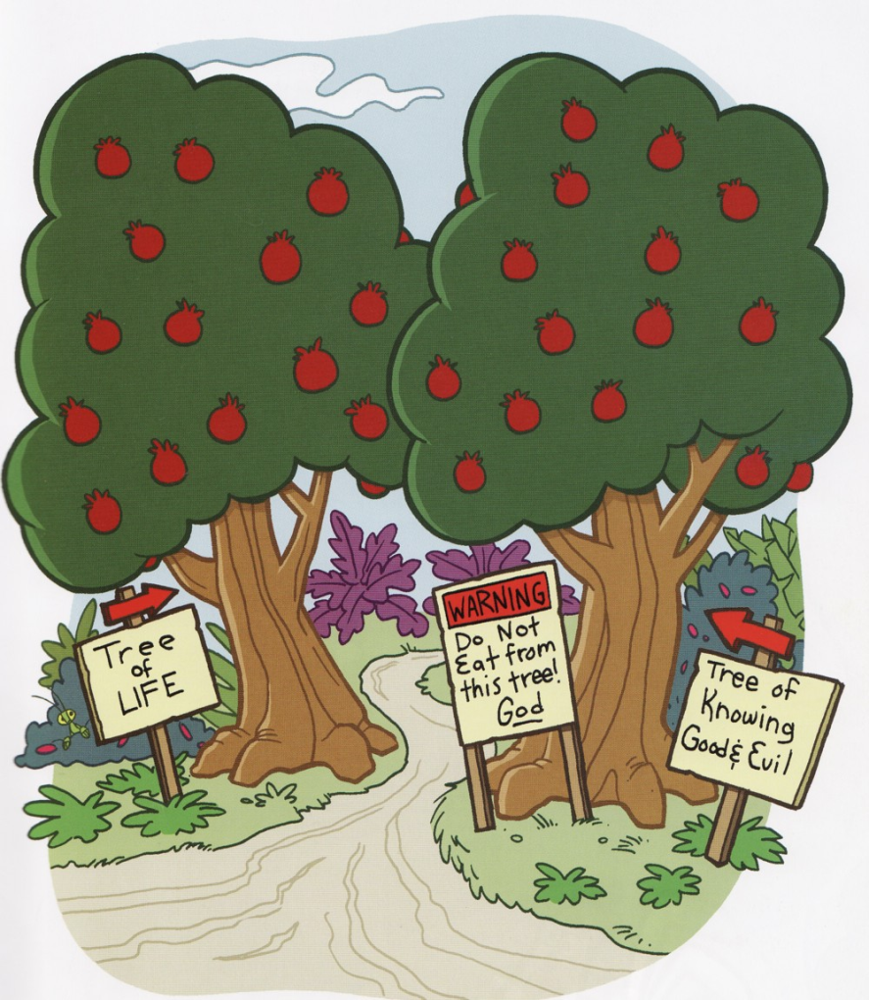 Tree
of
LIFE
WARNING
Do Not
Eat from
this tree!
God
Tree of
Knowing
Good & Evil